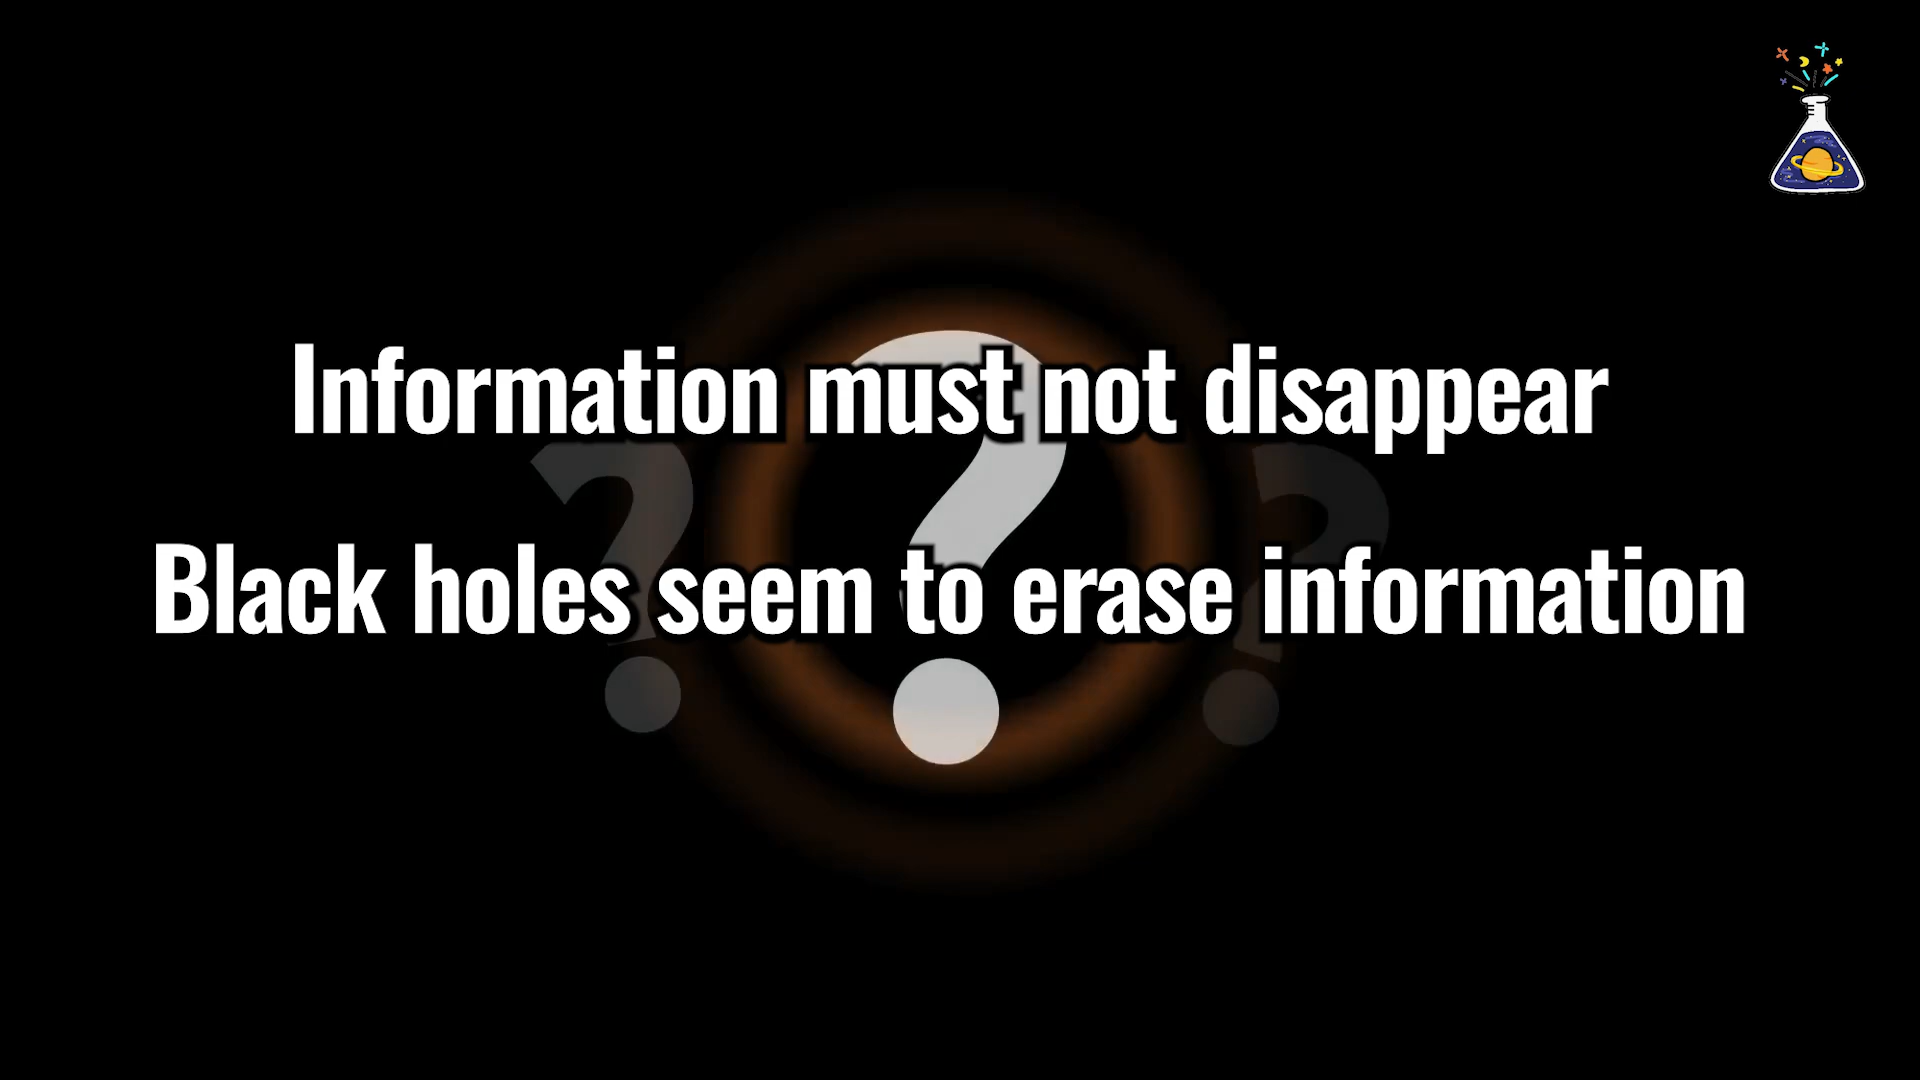 Information must not disappear
Black holes seem to erase information